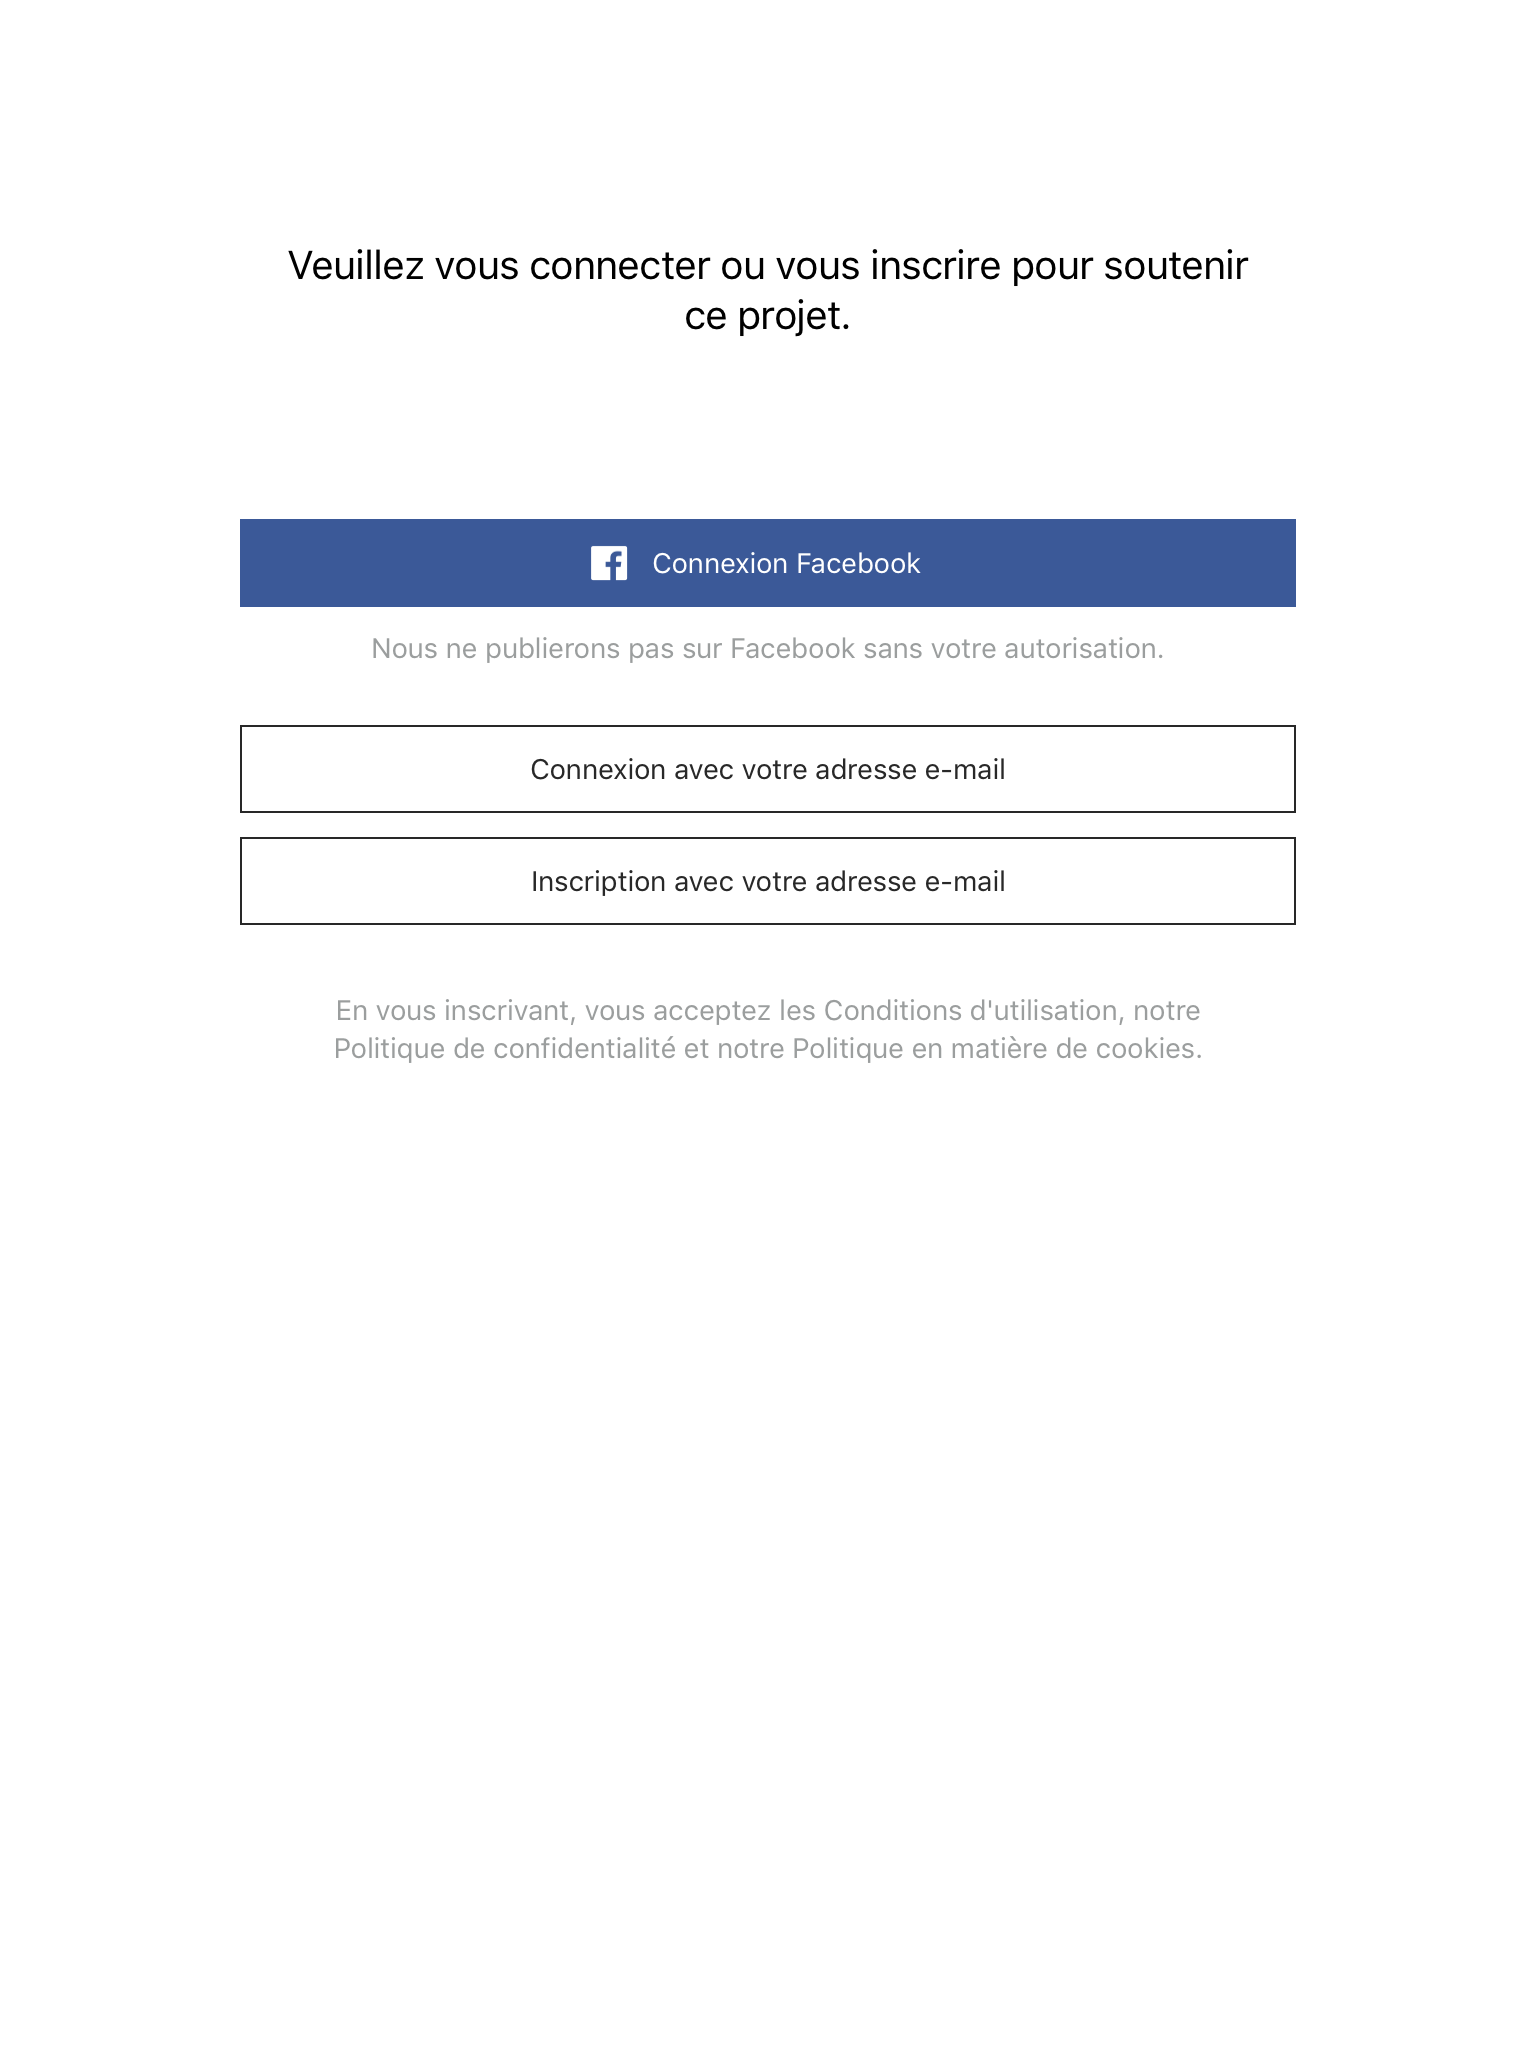 Veuillez vous connecter ou vous inscrire pour soutenir
ce projet.
Connexion Facebook
Nous ne publierons pas sur Facebook sans votre autorisation.
Connexion avec votre adresse e-mail
Inscription avec votre adresse e-mail
En vous inscrivant, vous acceptez les Conditions d'utilisation, notre
Politique de confidentialité et notre Politique en matière de cookies.